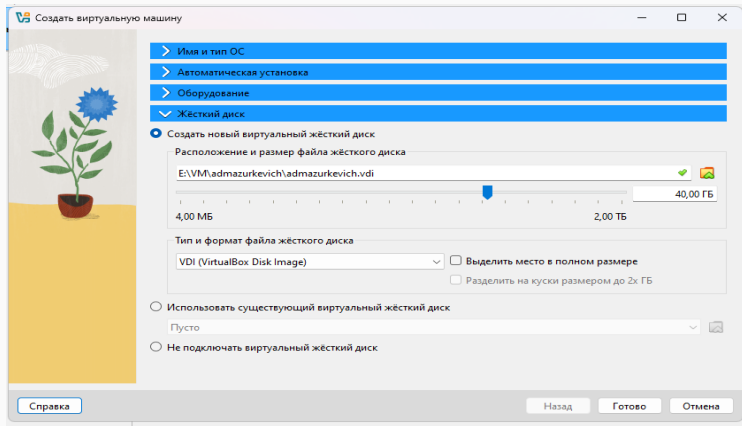 Создать виртуальную машину
Имя и тип ОС
Автоматическая установка
Оборудование
Жёсткий диск
Создать новый виртуальный жёсткий диск
Расположение и размер файла жёсткого диска
E:\VM\admazurkevich\admazurkevich.vdi
40,00 ГБ
4,00 МБ 2,00 ТБ
Тип и формат файла жёсткого диска
VDI (VirtualBox Disk Image) Выделить место в полном размере
Разделить на куски размером до 2х ГБ
Использовать существующий виртуальный жёсткий диск
Пусто
Не подключать виртуальный жёсткий диск
Справка Назад Готово Отмена